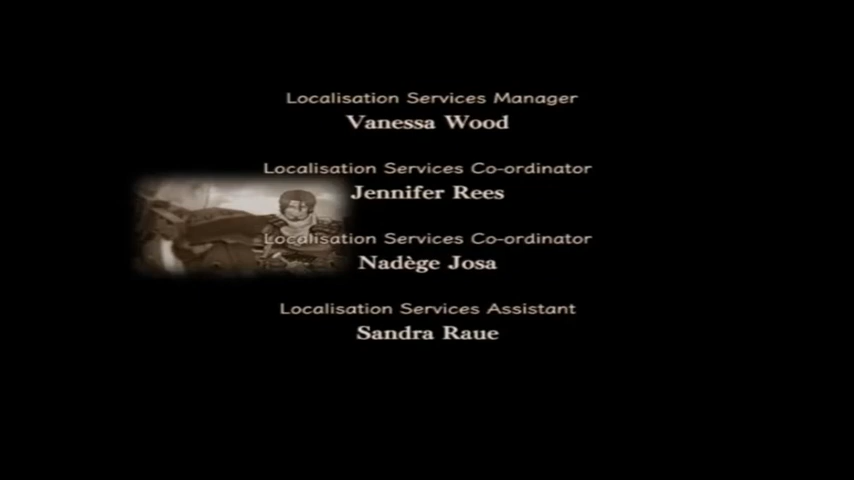 Localisation Services Manager
Vanessa Wood
Localisation Services Co-ordinator
Jennifer Rees
Localisation Services Co-ordinator
Nadège Josa
Localisation Services Assistant
Sandra Raue